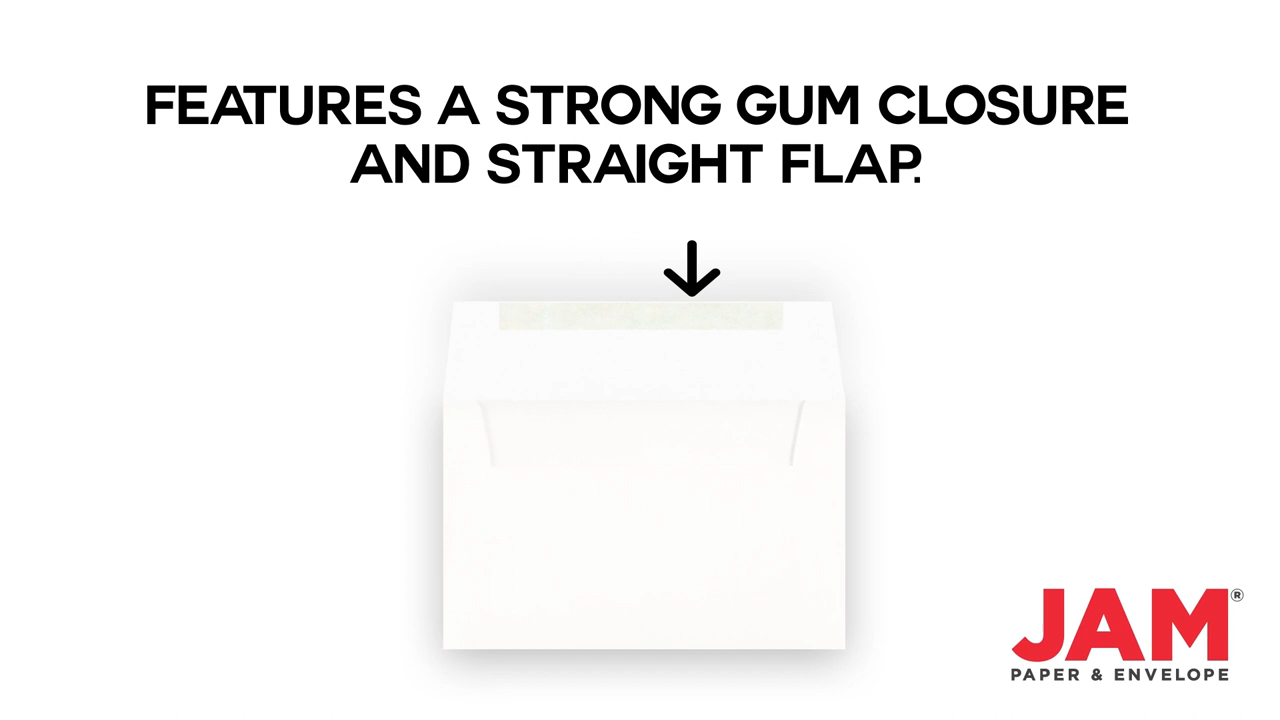 FEATURES A STRONG GUM CLOSURE
AND STRAIGHT FLAP.
JAM®
PAPER & ENVELOPE